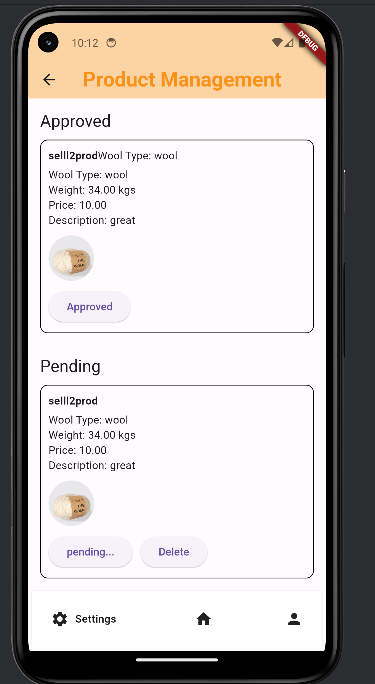 10:12
DEBUG
Product Management
Approved
selll2prodWool Type: wool
Wool Type: wool
Weight: 34.00 kgs
Price: 10.00
Description: great
Approved
Pending
selll2prod
Wool Type: wool
Weight: 34.00 kgs
Price: 10.00
Description: great
pending... Delete
Settings